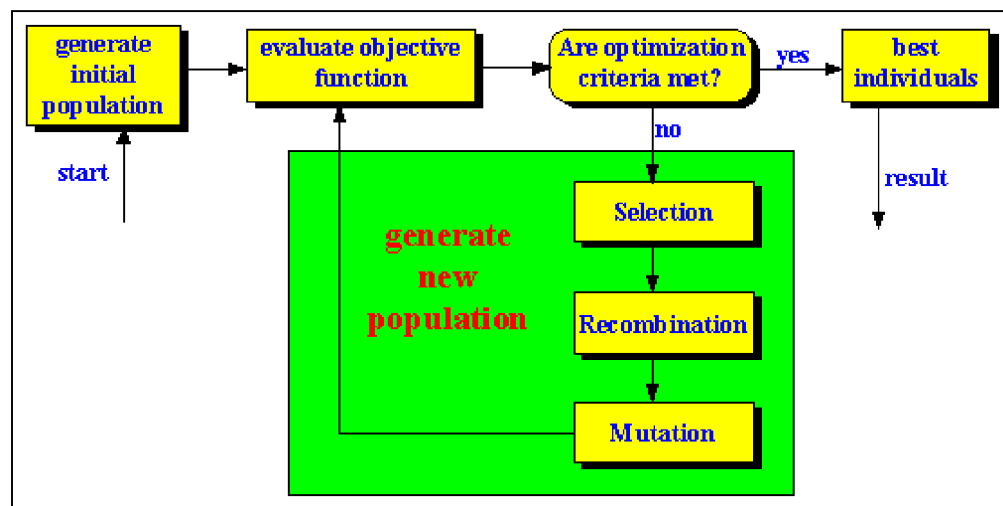 generate
initial
population
evaluate objective
function
Are optimization
criteria met?
yes
best
individuals
start
no
result
generate
new
population
Selection
Recombination
Mutation